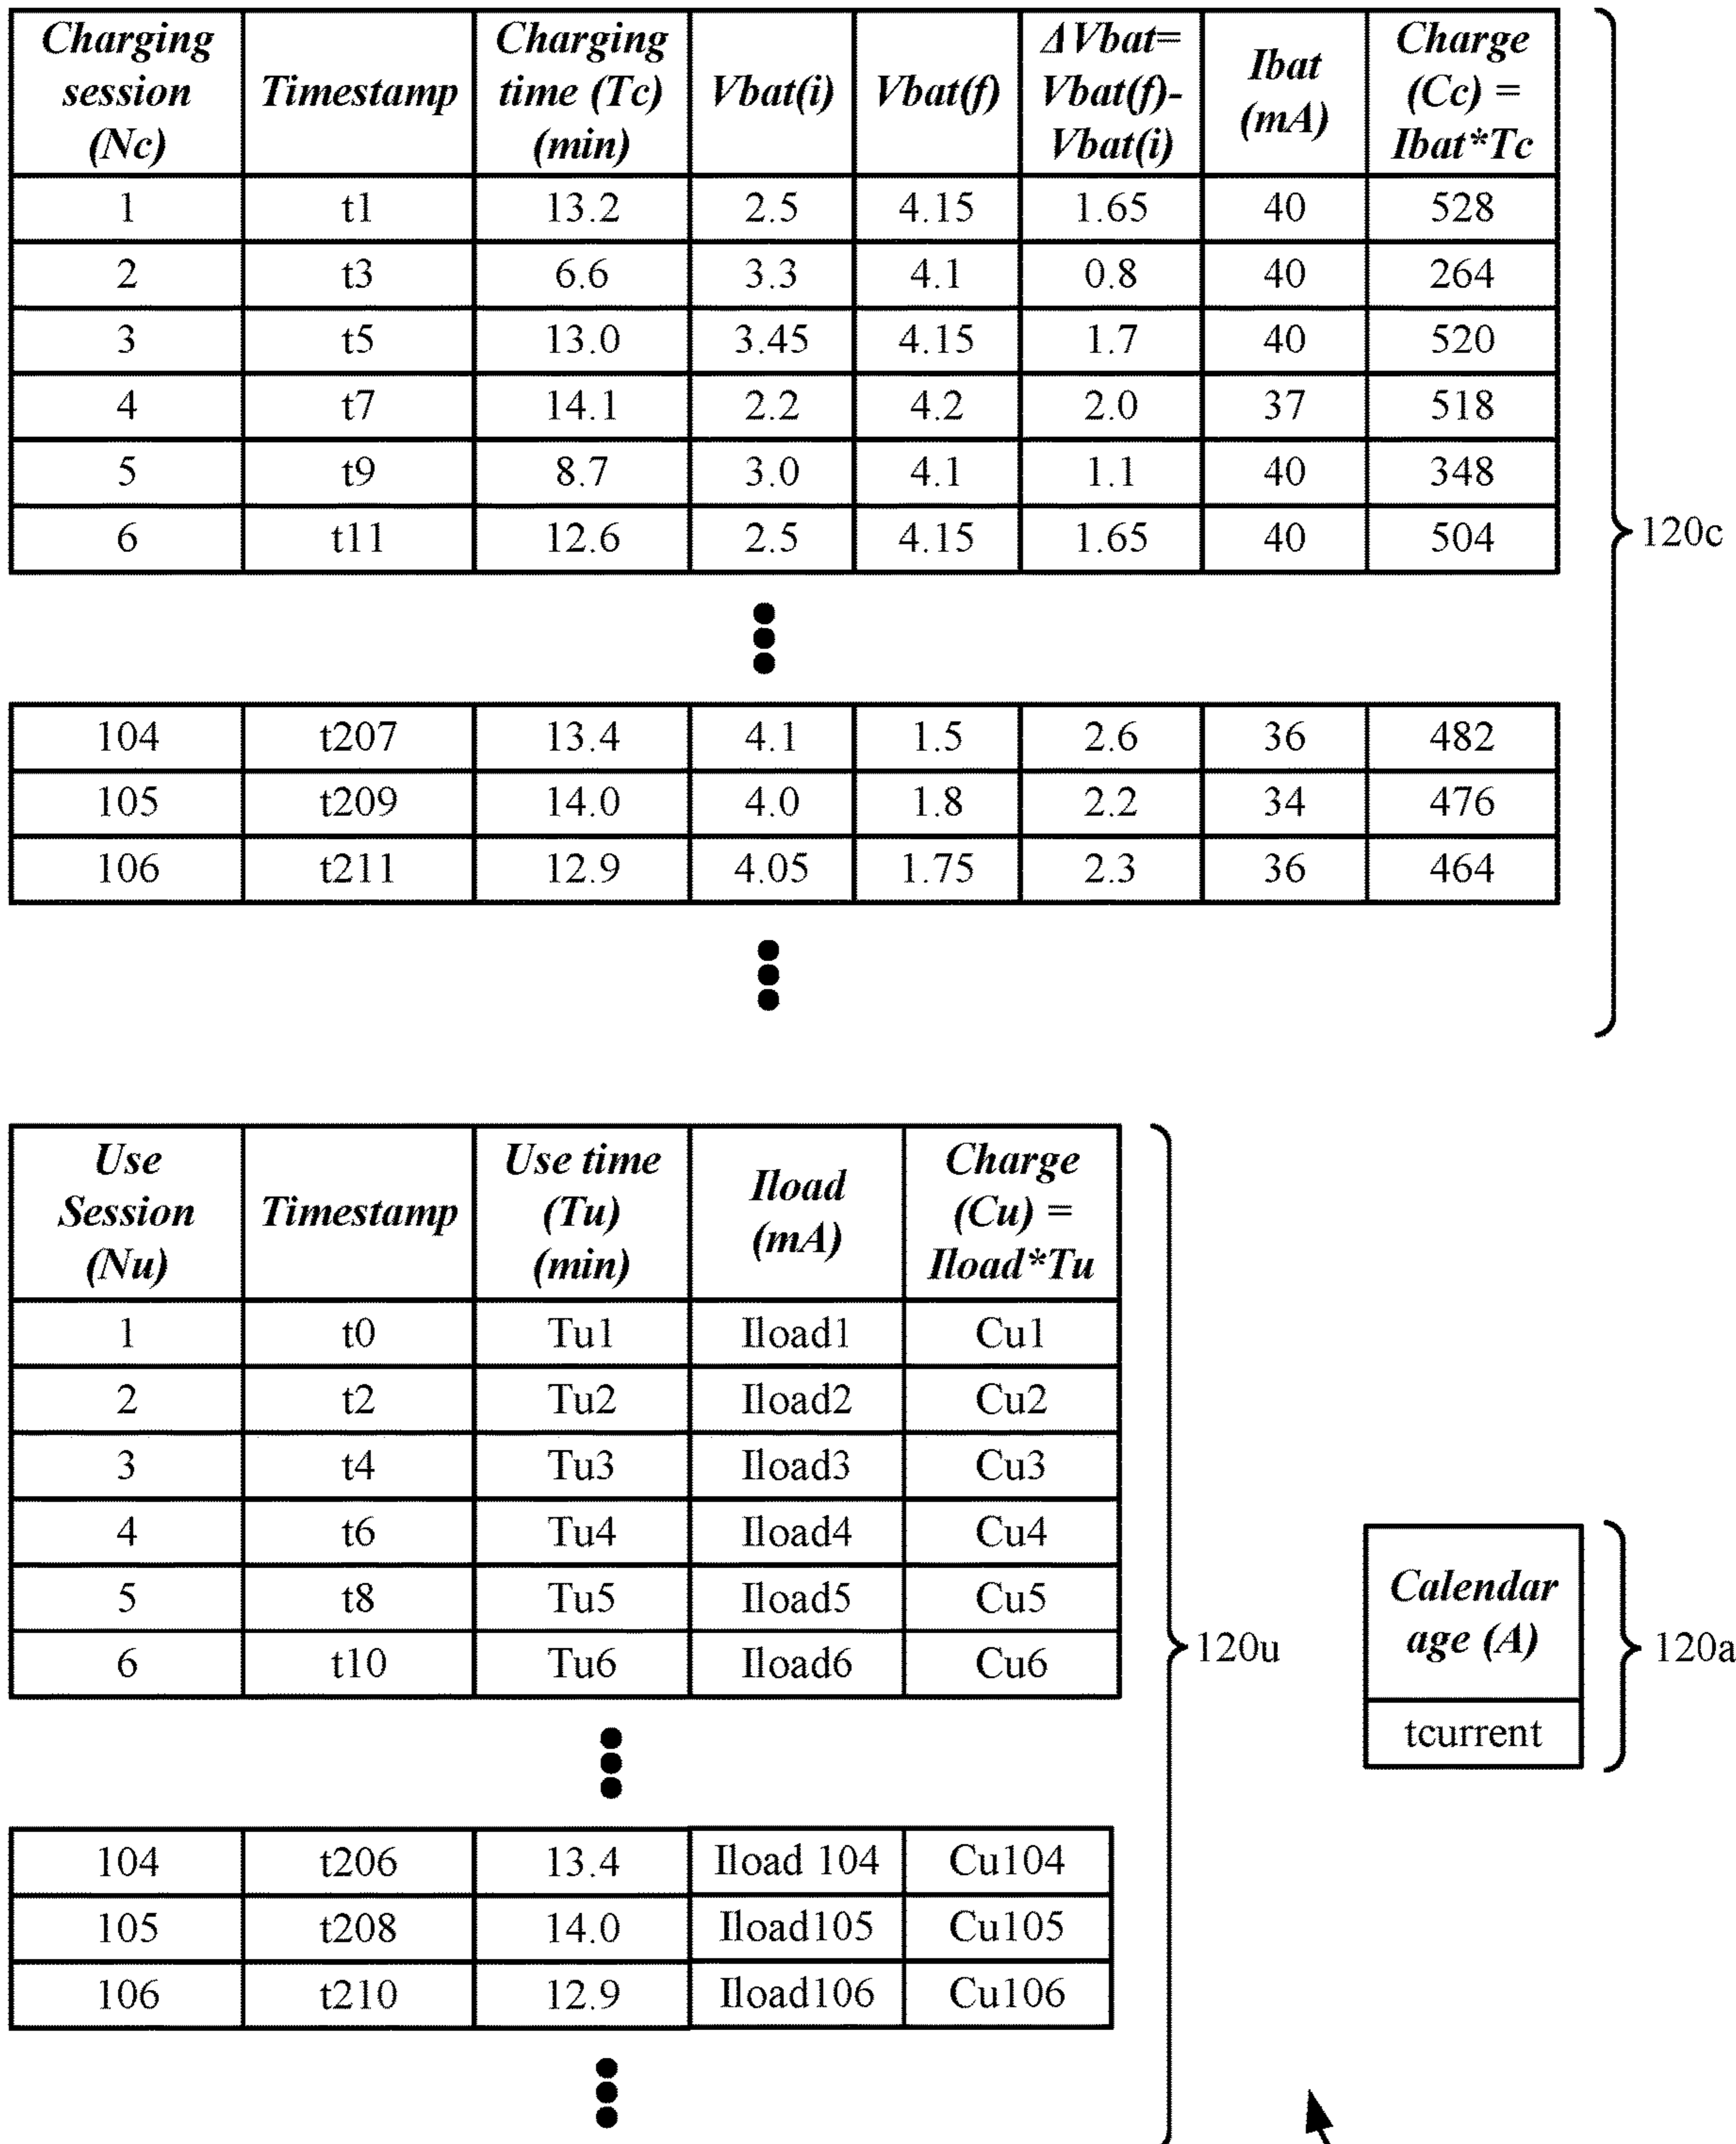 Charging session (Nc) Timestamp Charging time (Tc) (min) Vbat(i) Vbat(f) ΔVbat= Vbat(f)- Vbat(i) Ibat (mA) Charge (Cc) = Ibat*Tc
1 t1 13.2 2.5 4.15 1.65 40 528
2 t3 6.6 3.3 4.1 0.8 40 264
3 t5 13.0 3.45 4.15 1.7 40 520
4 t7 14.1 2.2 4.2 2.0 37 518
5 t9 8.7 3.0 4.1 1.1 40 348
6 t11 12.6 2.5 4.15 1.65 40 504
120c
104 t207 13.4 4.1 1.5 2.6 36 482
105 t209 14.0 4.0 1.8 2.2 34 476
106 t211 12.9 4.05 1.75 2.3 36 464
Use Session (Nu) Timestamp Use time (Tu) (min) Iload (mA) Charge (Cu) = Iload*Tu
1 t0 Tu1 Iload1 Cu1
2 t2 Tu2 Iload2 Cu2
3 t4 Tu3 Iload3 Cu3
4 t6 Tu4 Iload4 Cu4
5 t8 Tu5 Iload5 Cu5
6 t10 Tu6 Iload6 Cu6
120u
Calendar age (A)
tcurrent
120a
104 t206 13.4 Iload 104 Cu104
105 t208 14.0 Iload105 Cu105
106 t210 12.9 Iload106 Cu106